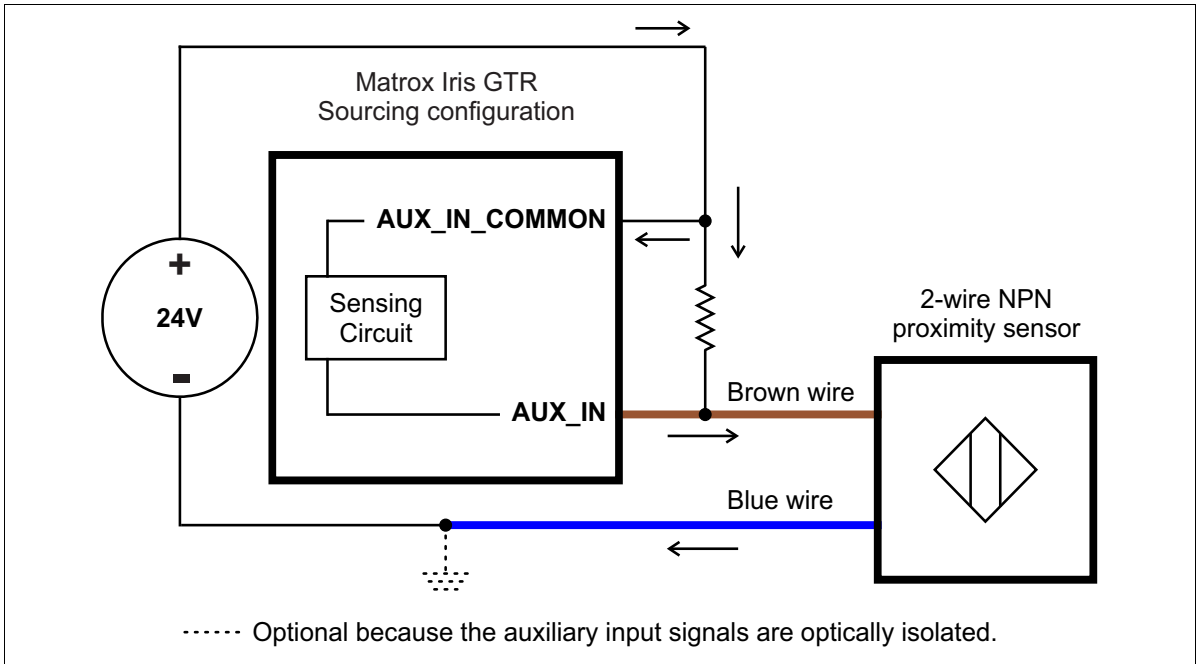 Matrox Iris GTR
Sourcing configuration
AUX_IN_COMMON
+
24V
-
Sensing
Circuit
2-wire NPN
proximity sensor
Brown wire
AUX_IN
Blue wire
Optional because the auxiliary input signals are optically isolated.